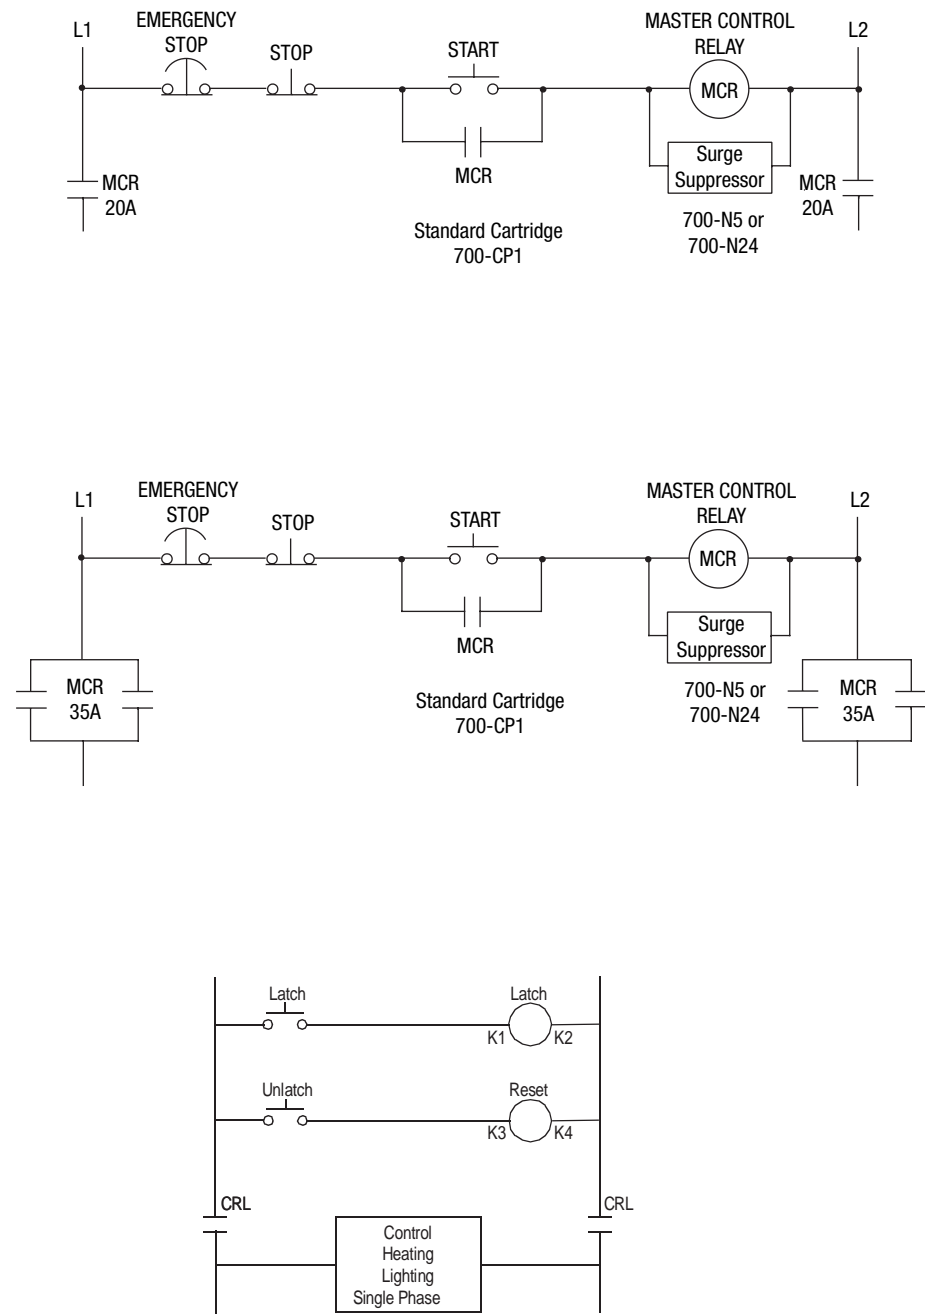 L1
EMERGENCY
STOP
STOP
START
MASTER CONTROL
RELAY
L2
MCR
MCR
Surge
Suppressor
MCR
20A
MCR
20A
Standard Cartridge
700-CP1
700-N5 or
700-N24
L1
EMERGENCY
STOP
STOP
START
MASTER CONTROL
RELAY
L2
MCR
MCR
Surge
Suppressor
MCR
35A
Standard Cartridge
700-CP1
700-N5 or
700-N24
MCR
35A
Latch
Latch
K1
K2
Unlatch
Reset
K3
K4
CRL
CRL
Control
Heating
Lighting
Single Phase